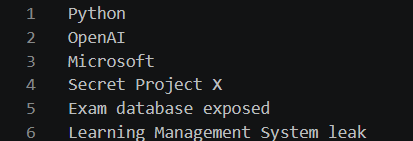 1 Python
2 OpenAI
3 Microsoft
4 Secret Project X
5 Exam database exposed
6 Learning Management System leak